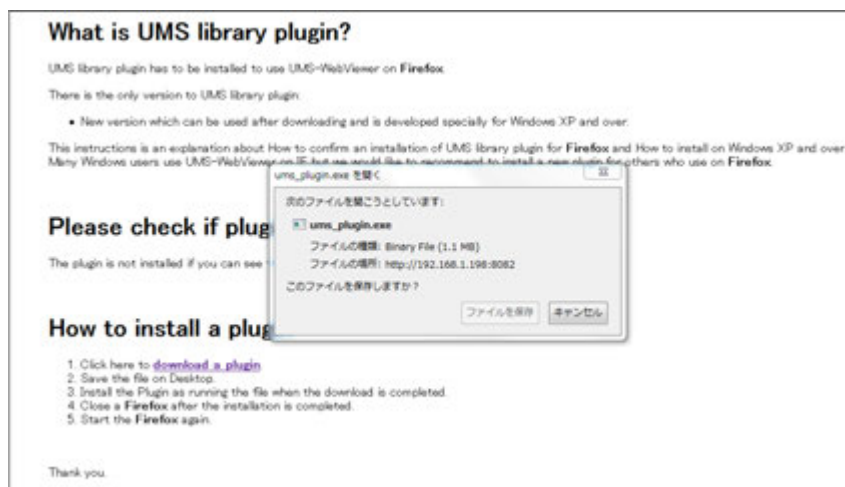 What is UMS library plugin?
UMS library plugin has to be installed to use UMS-WebViewer on Firefox
There is the only version to UMS library plugin:
• New version which can be used after downloading and is developed specially for Windows XP and over.
This instructions is an explanation about How to confirm an installation of UMS library plugin for Firefox and How to install on Windows XP and over
Many Windows users use UMS-WebViewer on IE but we would like to recommend to install a new plugin for others who use on Firefox.
ums_plugin.exe を開く
次のファイルを開こうとしています:
ums_plugin.exe
ファイルの種類: Binary File (1.1 MB)
ファイルの場所: http://192.168.1.198:8082
このファイルを保存しますか？
ファイルを保存 キャンセル
Please check if plug
The plugin is not installed if you can see
How to install a plug
1. Click here to download a plugin
2. Save the file on Desktop.
3. Install the Plugin as running the file when the download is completed.
4. Close a Firefox after the installation is completed.
5. Start the Firefox again.
Thank you.